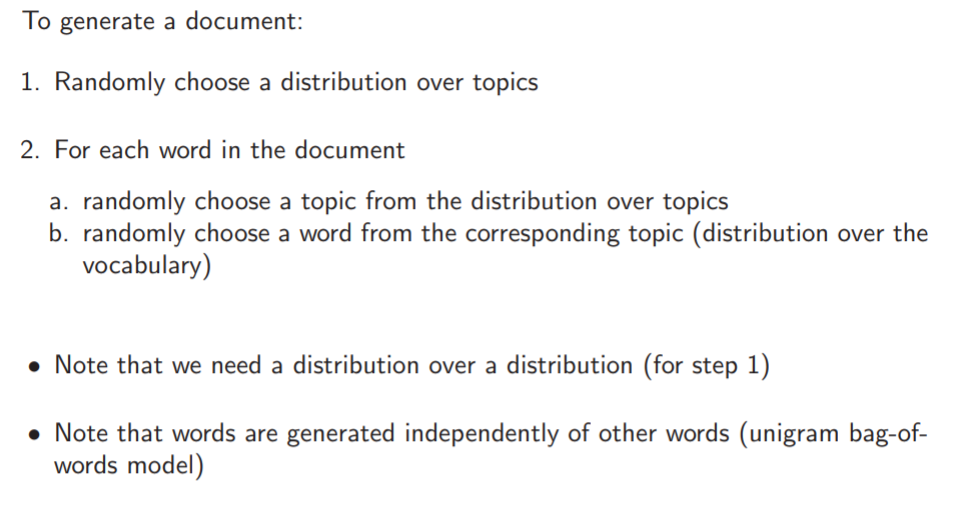 To generate a document:
1. Randomly choose a distribution over topics
2. For each word in the document
a. randomly choose a topic from the distribution over topics
b. randomly choose a word from the corresponding topic (distribution over the
vocabulary)
• Note that we need a distribution over a distribution (for step 1)
• Note that words are generated independently of other words (unigram bag-of-
words model)